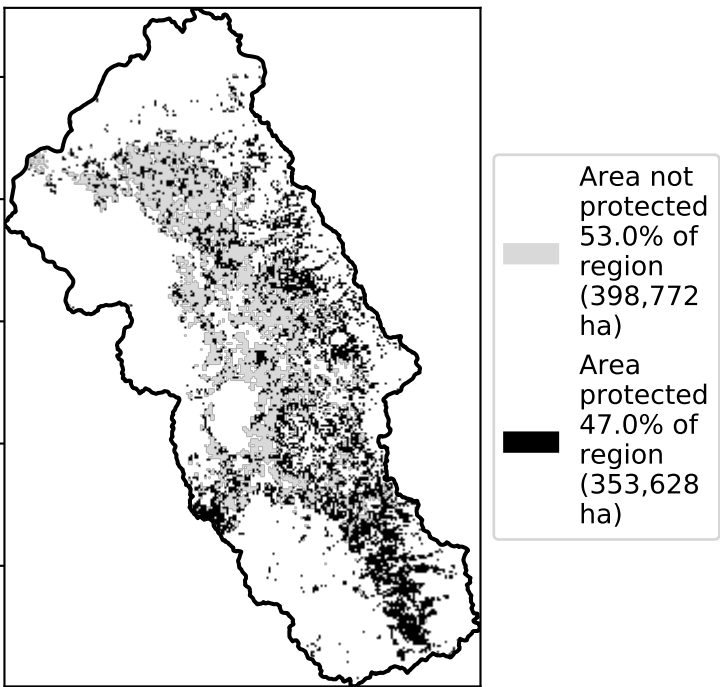 Area not
protected
53.0% of
region
(398,772
ha)
Area
protected
47.0% of
region
(353,628
ha)